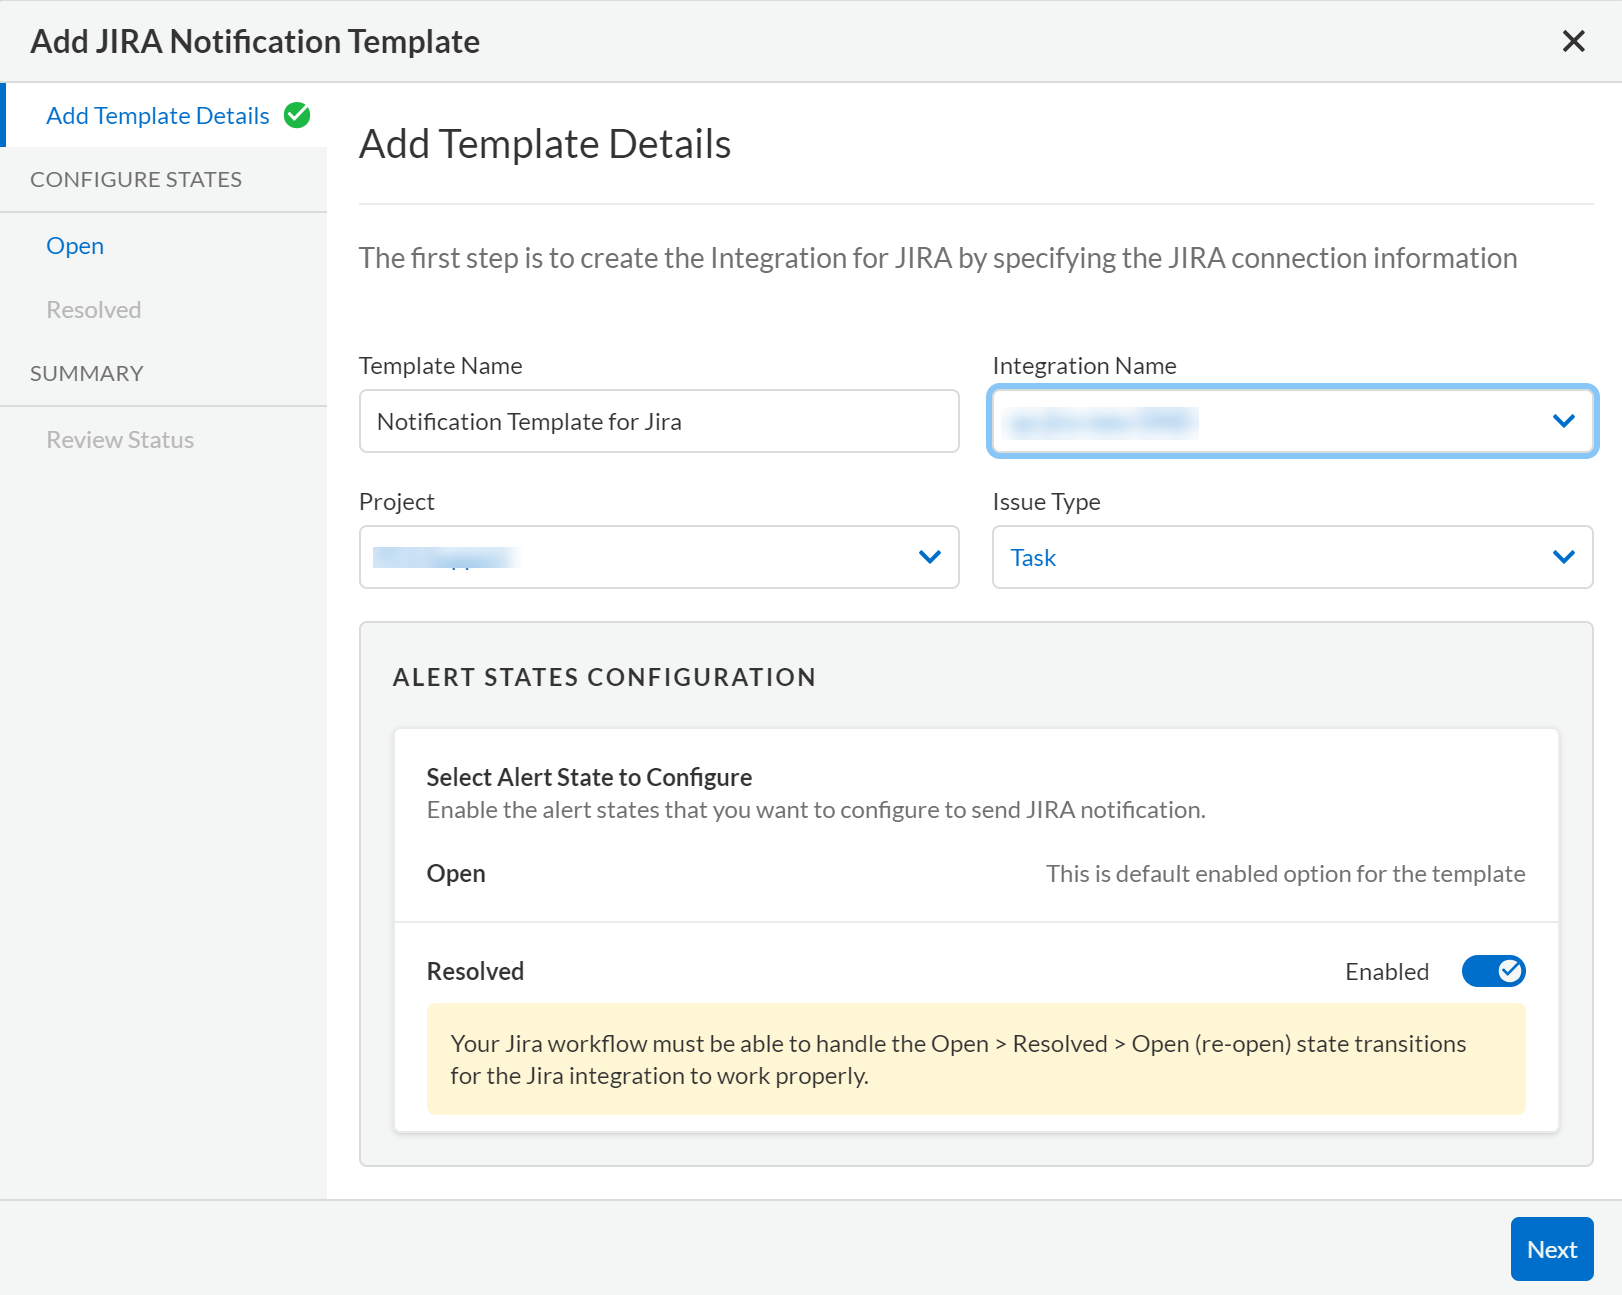 Add JIRA Notification Template
Add Template Details
CONFIGURE STATES
Open
Resolved
SUMMARY
Review Status
Add Template Details
The first step is to create the Integration for JIRA by specifying the JIRA connection information
Template Name
Notification Template for Jira
Integration Name
Project
Issue Type
Task
ALERT STATES CONFIGURATION
Select Alert State to Configure
Enable the alert states that you want to configure to send JIRA notification.
Open
This is default enabled option for the template
Resolved
Enabled
Your Jira workflow must be able to handle the Open > Resolved > Open (re-open) state transitions
for the Jira integration to work properly.
Next